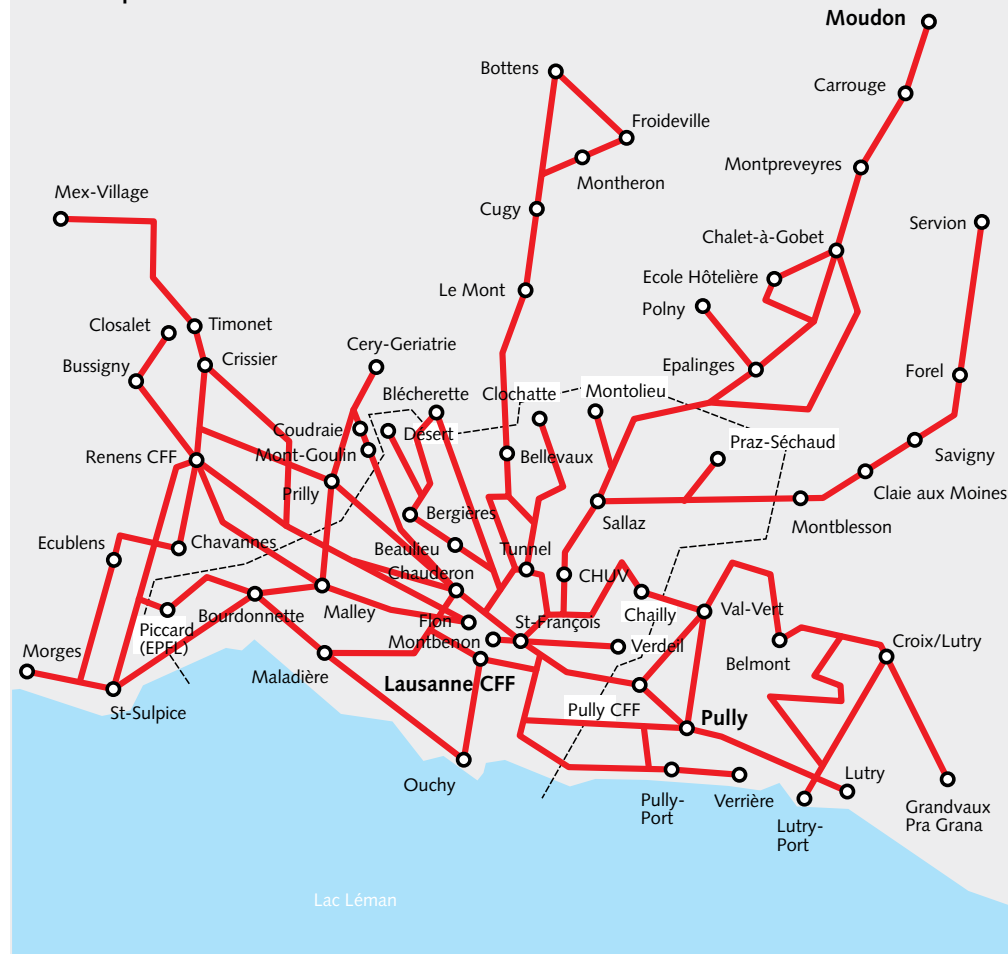 Moudon
Bottens
Carrouge
Froideville
Montpreveyres
Montheron
Mex-Village
Cugy
Servion
Chalet-à-Gobet
Ecole Hôtelière
Le Mont
Polny
Closalet
Timonet
Cery-Geriatrie
Bussigny
Crissier
Epalinges
Forel
Blécherette
Clochatte
Montolieu
Coudraie
Désert
Praz-Séchaud
Mont-Goulin
Renens CFF
Bellevaux
Savigny
Prilly
Claie aux Moines
Sallaz
Montblesson
Bergières
Ecublens
Chavannes
Beaulieu
Tunnel
Chauderon
CHUV
Malley
Bourdonnette
Chailly
Val-Vert
Piccard
(EPFL)
Flon
St-François
Montbenon
Verdeil
Croix/Lutry
Morges
Belmont
Maladière
Lausanne CFF
St-Sulpice
Pully CFF
Pully
Ouchy
Lutry
Pully-
Port
Verrière
Grandvaux
Pra Grana
Lutry-
Port
Lac Léman